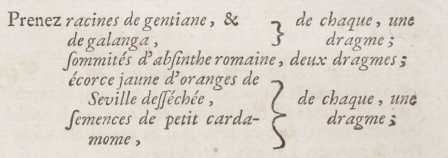 Prenez racines de gentiane, & } de chaque, une
de galanga, dragme;
ſommités d'abſinthe romaine, deux dragmes;
écorce jaune d'oranges de
Seville deſſéchée, } de chaque, une
ſemences de petit carda- dragme;
mome,